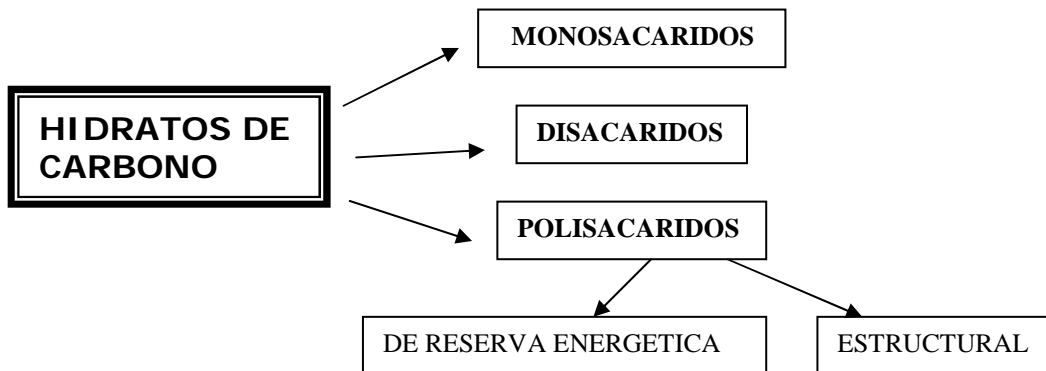 MONOSACARIDOS
HIDRATOS DE
CARBONO
DISACARIDOS
POLISACARIDOS
DE RESERVA ENERGETICA
ESTRUCTURAL